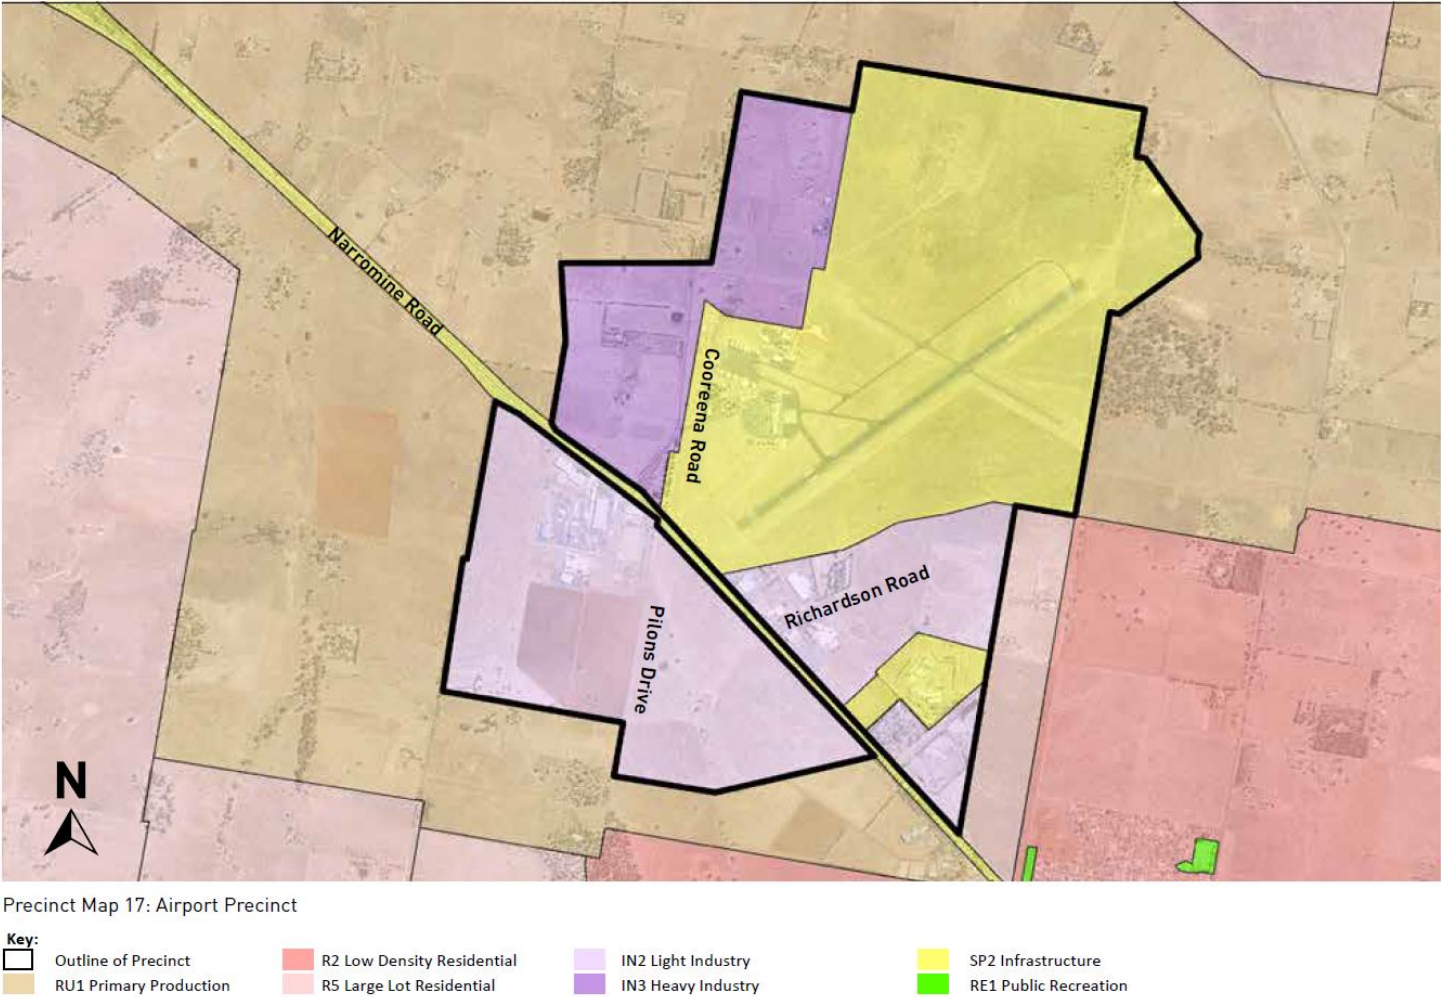 Narromine Road
Cooreena Road
Richardson Road
Pilons Drive
N
Precinct Map 17: Airport Precinct
Key:
Outline of Precinct
R2 Low Density Residential
IN2 Light Industry
SP2 Infrastructure
RU1 Primary Production
R5 Large Lot Residential
IN3 Heavy Industry
RE1 Public Recreation